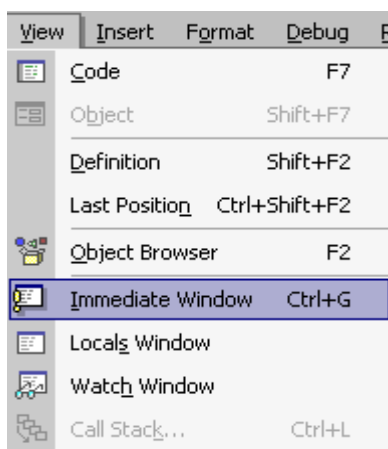 View Insert Format Debug
Code F7
Object Shift+F7
Definition Shift+F2
Last Position Ctrl+Shift+F2
Object Browser F2
Immediate Window Ctrl+G
Locals Window
Watch Window
Call Stack... Ctrl+L